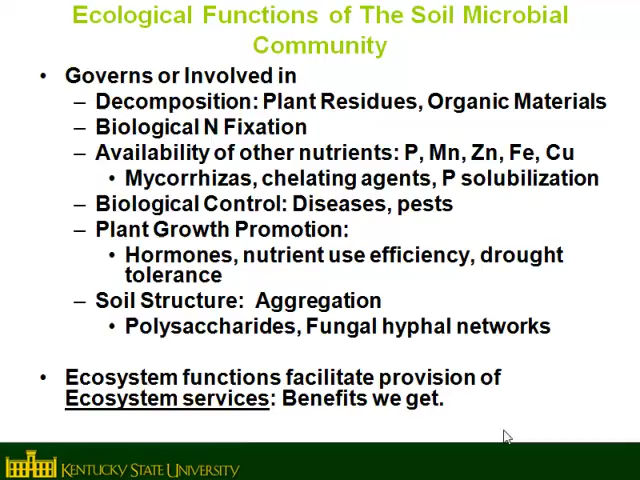 Ecological Functions of The Soil Microbial
Community
• Governs or Involved in
– Decomposition: Plant Residues, Organic Materials
– Biological N Fixation
– Availability of other nutrients: P, Mn, Zn, Fe, Cu
• Mycorrhizas, chelating agents, P solubilization
– Biological Control: Diseases, pests
– Plant Growth Promotion:
• Hormones, nutrient use efficiency, drought
tolerance
– Soil Structure: Aggregation
• Polysaccharides, Fungal hyphal networks
• Ecosystem functions facilitate provision of
Ecosystem services: Benefits we get.
KENTUCKY STATE UNIVERSITY